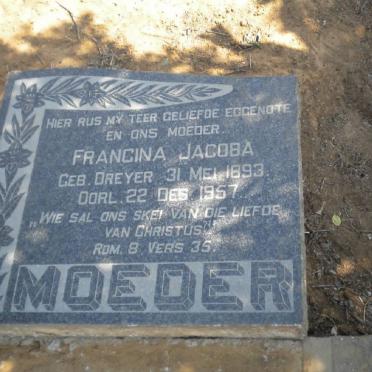 HIER RUS MY TEER GELIEFDE EGGENOTE
EN ONS MOEDER
FRANCINA JACOBA
GEB. DREYER 31 MEI 1893.
OORL. 22 DES. 1957.
"WIE SAL ONS SKEI VAN DIE LIEFDE
VAN CHRISTUS"
ROM. 8 VERS 35.
MOEDER